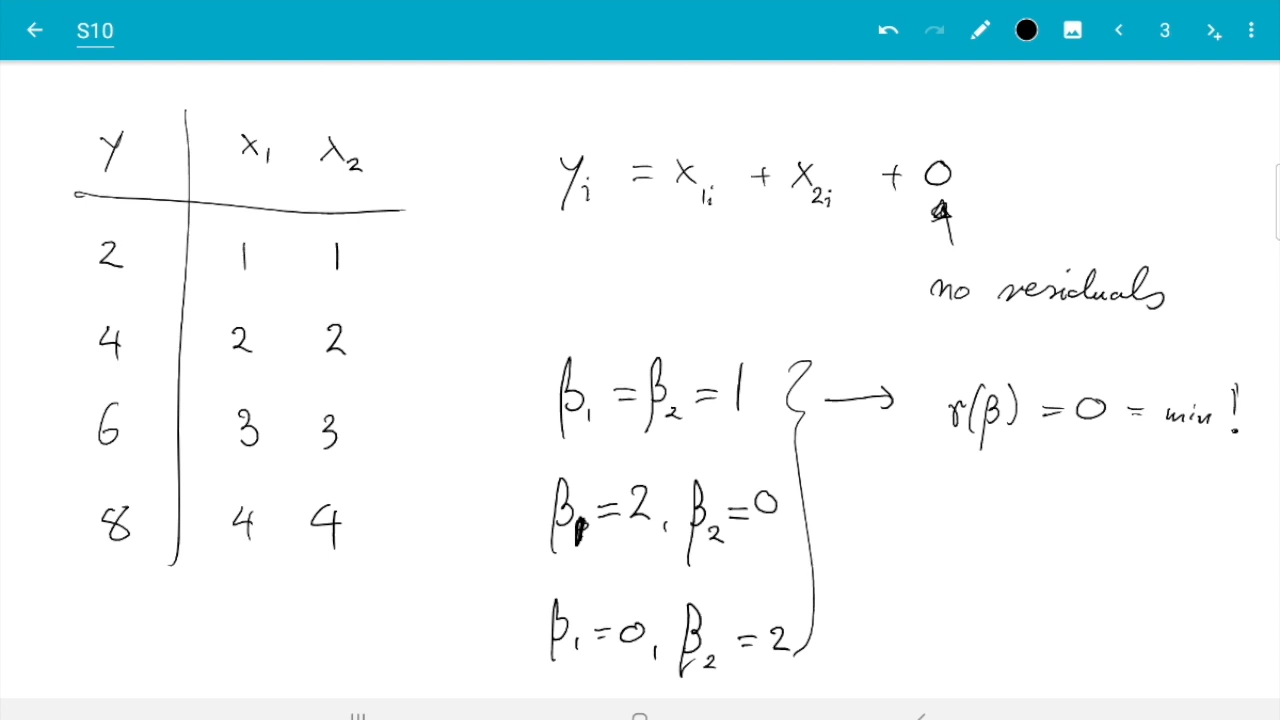 S10
3
y x₁ λ₂
2 1 1
4 2 2
6 3 3
8 4 4
yᵢ = x₁ᵢ + x₂ᵢ + 0
no residuals
β₁ = β₂ = 1 } → r(β) = 0 = min!
β₁ = 2, β₂ = 0
β₁ = 0, β₂ = 2